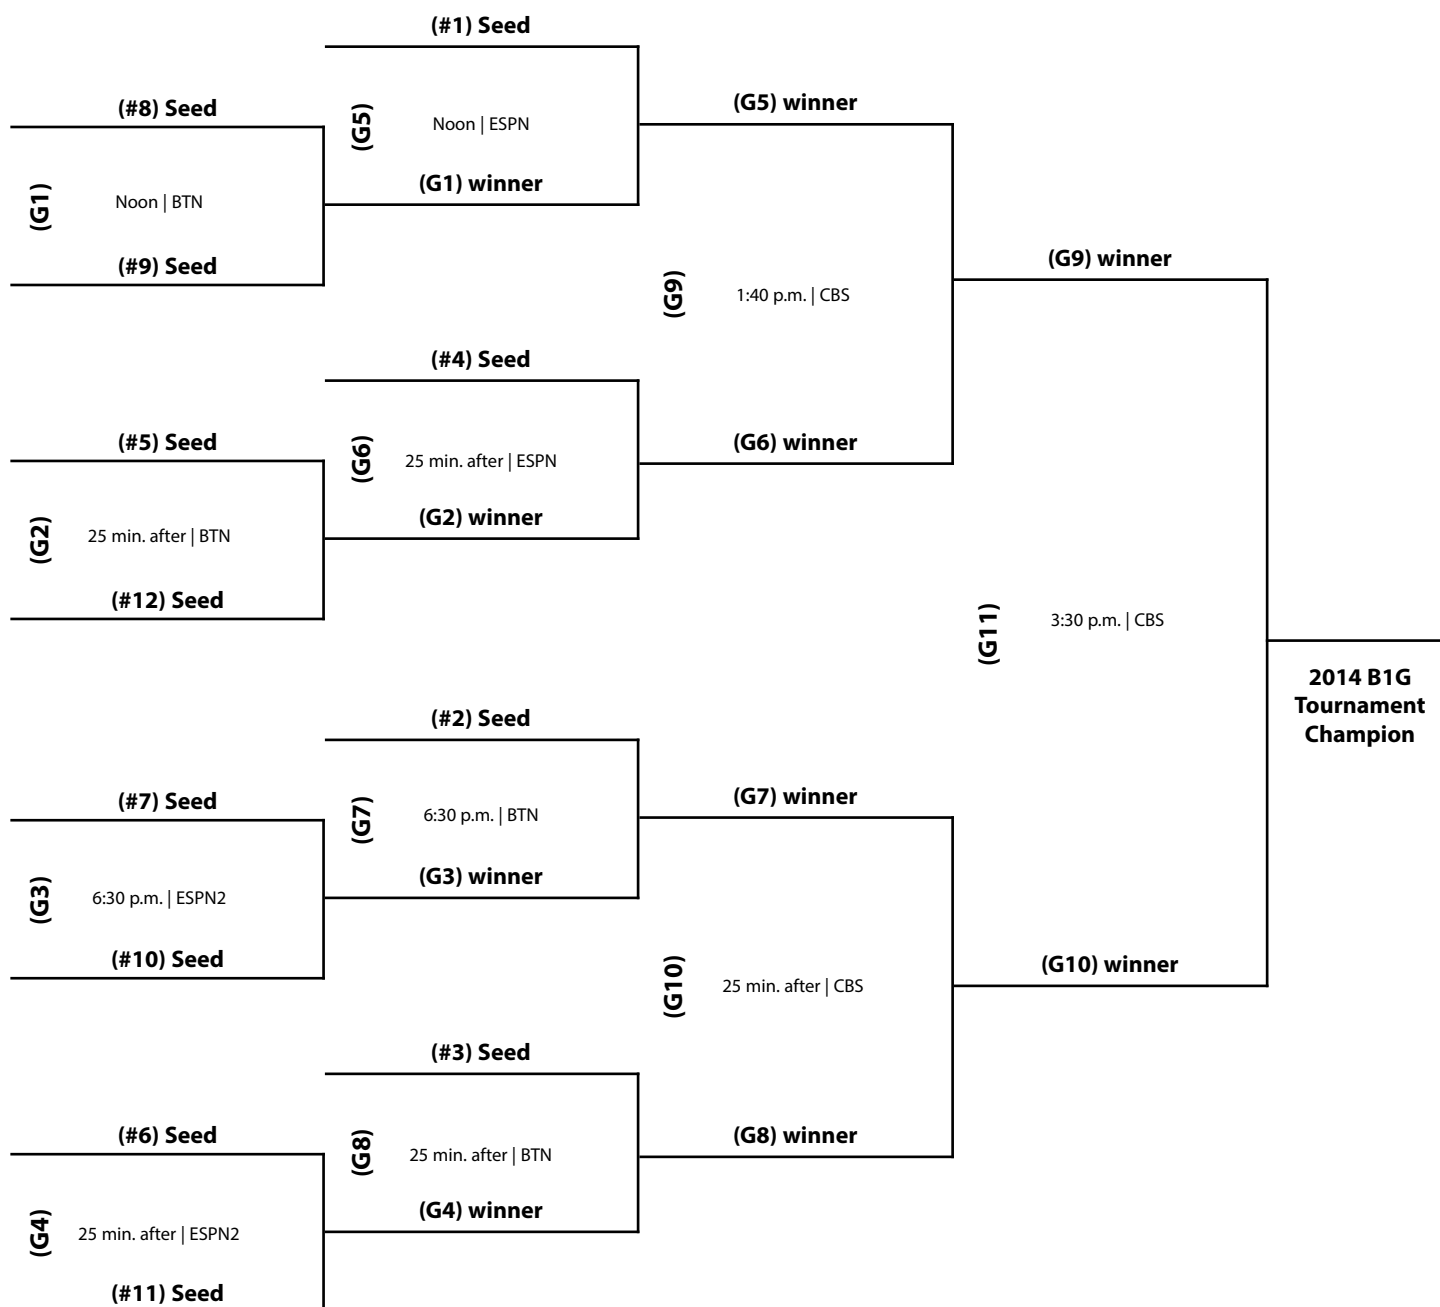 (#1) Seed
(#8) Seed
(G5)
Noon | ESPN
(G5) winner
(G1)
Noon | BTN
(G1) winner
(#9) Seed
(G9)
1:40 p.m. | CBS
(G9) winner
(#4) Seed
(#5) Seed
(G6)
25 min. after | ESPN
(G6) winner
(G2)
25 min. after | BTN
(G2) winner
(#12) Seed
(G11)
3:30 p.m. | CBS
2014 B1G
Tournament
Champion
(#2) Seed
(#7) Seed
(G7)
6:30 p.m. | BTN
(G7) winner
(G3)
6:30 p.m. | ESPN2
(G3) winner
(#10) Seed
(G10)
25 min. after | CBS
(G10) winner
(#3) Seed
(#6) Seed
(G8)
25 min. after | BTN
(G8) winner
(G4)
25 min. after | ESPN2
(G4) winner
(#11) Seed